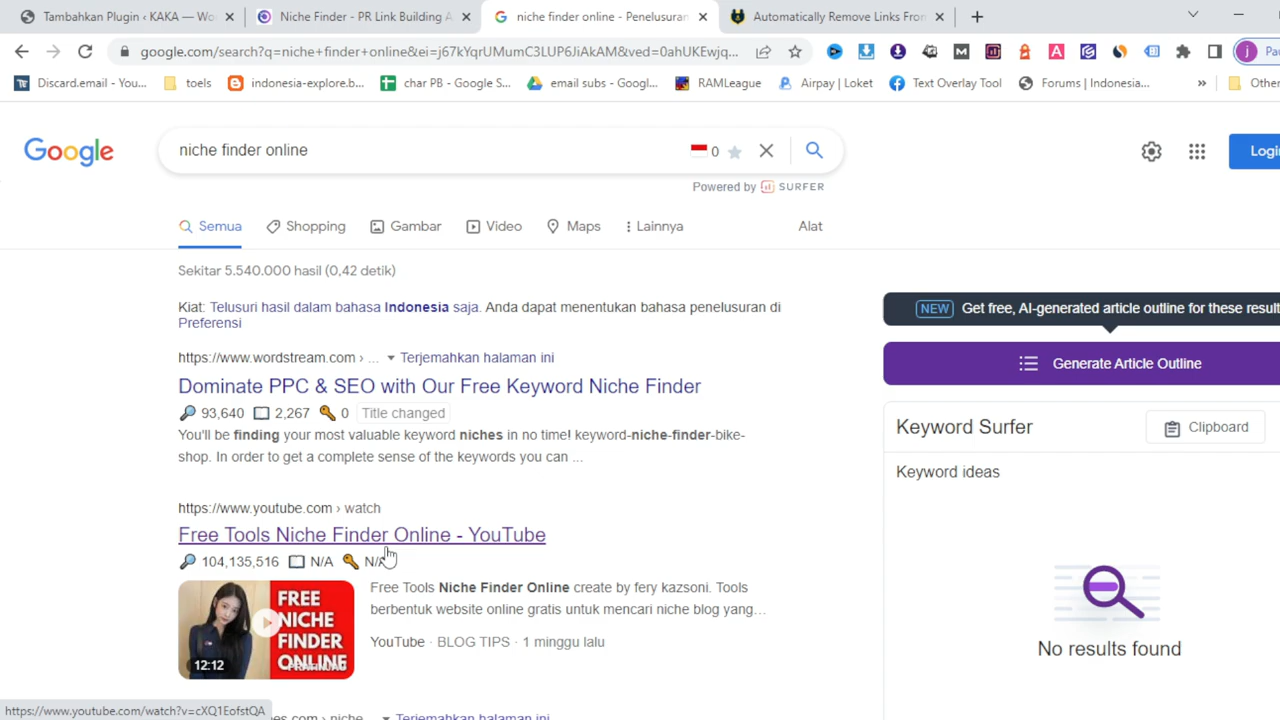 Tambahkan Plugin ‹ KAKA — Wo
Niche Finder - PR Link Building A
niche finder online - Penelusuran
Automatically Remove Links From
google.com/search?q=niche+finder+online&ei=j67kYqrUMumC3LUP6JiAkAM&ved=0ahUKEwjq...
Discard.email - You...
toels
indonesia-explore.b...
char PB - Google S...
email subs - Googl...
RAMLeague
Airpay | Loket
Text Overlay Tool
Forums | Indonesia...
»
Other
Google
niche finder online
0
Powered by SURFER
Login
Semua
Shopping
Gambar
Video
Maps
Lainnya
Alat
Sekitar 5.540.000 hasil (0,42 detik)
Kiat: Telusuri hasil dalam bahasa Indonesia saja. Anda dapat menentukan bahasa penelusuran di
Preferensi
https://www.wordstream.com › ... Terjemahkan halaman ini
Dominate PPC & SEO with Our Free Keyword Niche Finder
93,640 2,267 0 Title changed
You'll be finding your most valuable keyword niches in no time! keyword-niche-finder-bike-
shop. In order to get a complete sense of the keywords you can ...
https://www.youtube.com › watch
Free Tools Niche Finder Online - YouTube
104,135,516 N/A N/A
FREE
NICHE
FINDER
ONLINE
12:12
Free Tools Niche Finder Online create by fery kazsoni. Tools
berbentuk website online gratis untuk mencari niche blog yang...
YouTube · BLOG TIPS · 1 minggu lalu
NEW Get free, AI-generated article outline for these result
Generate Article Outline
Keyword Surfer
Clipboard
Keyword ideas
No results found
https://www.youtube.com/watch?v=cXQ1EofstQA
es.com › niche... Terjemahkan halaman ini